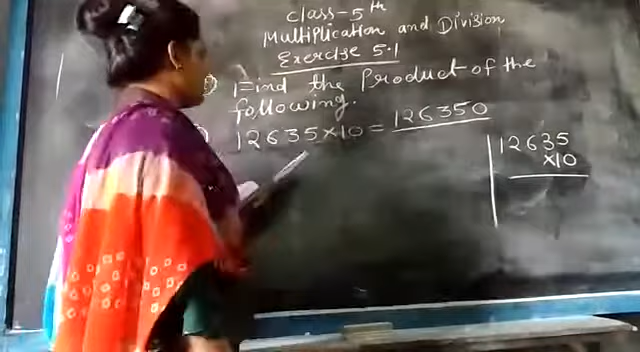 Class-5th
Multiplication and Division
Exercise 5.1
Find the Product of the
following.
12635×10=126350
12635
×10